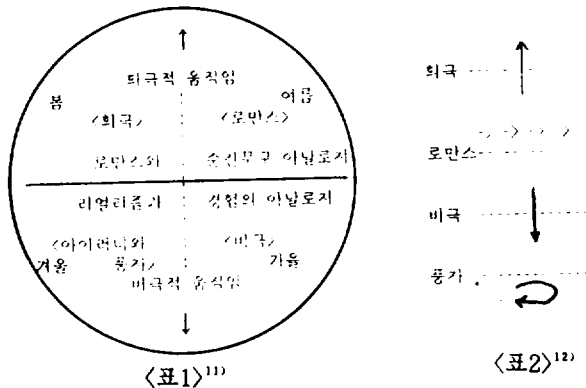 희극적 움직임
봄 여름
<희극> <로만스>
로만스와 순진무구 아날로지
리얼리즘과 경험의 아날로지
<아이러니와 풍자> <비극>
겨울 가을
비극적 움직임
<표1>11)
희극
로만스
비극
풍자
<표2>12)